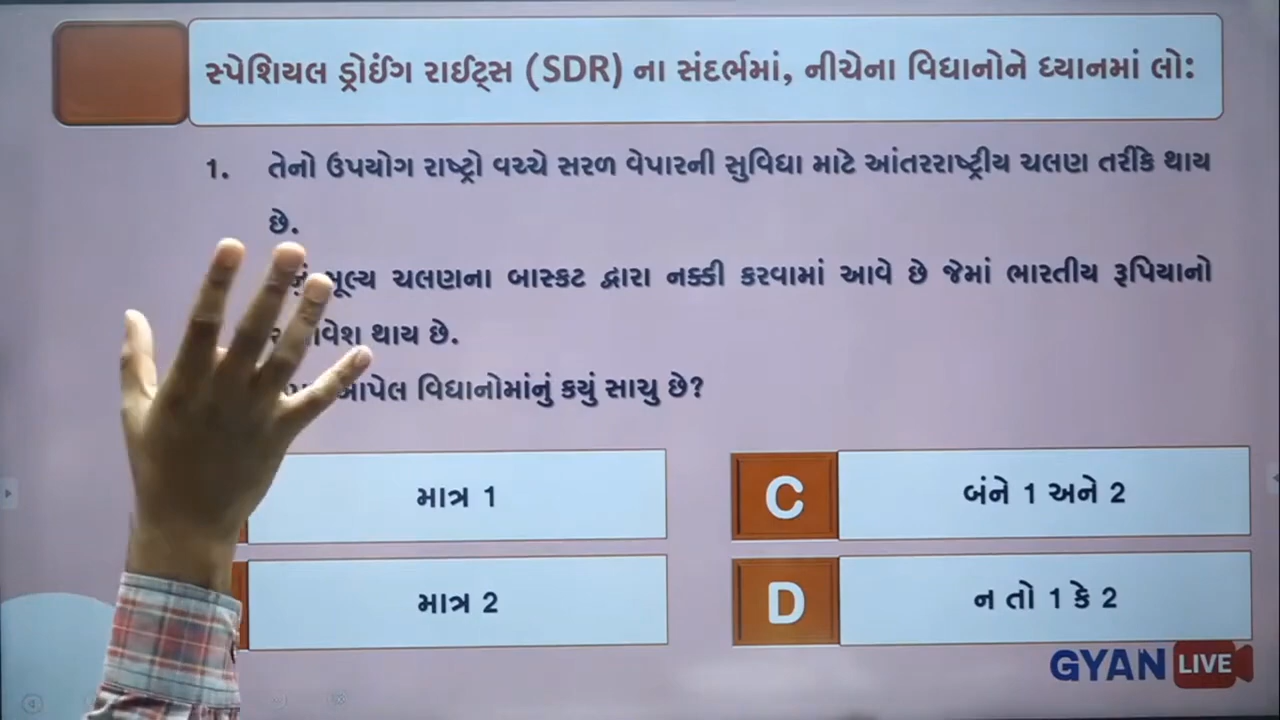 સ્પેશિયલ ડ્રોઈંગ રાઈટ્સ (SDR) ના સંદર્ભમાં, નીચેના વિધાનોને ધ્યાનમાં લો:
1. તેનો ઉપયોગ રાષ્ટ્રો વચ્ચે સરળ વેપારની સુવિધા માટે આંતરરાષ્ટ્રીય ચલણ તરીકે થાય
છે.
મૂલ્ય ચલણના બાસ્કટ દ્વારા નક્કી કરવામાં આવે છે જેમાં ભારતીય રૂપિયાનો
થાય છે.
વિધાનોમાંનું કયું સાચુ છે?
માત્ર 1
C બંને 1 અને 2
માત્ર 2
D ન તો 1 કે 2
GYAN LIVE